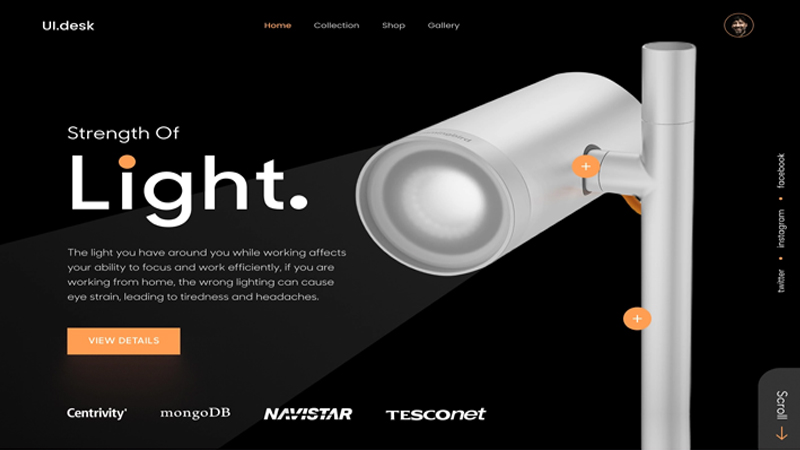 UI.desk
Home Collection Shop Gallery
Strength Of
Light.
The light you have around you while working affects
your ability to focus and work efficiently, if you are
working from home, the wrong lighting can cause
eye strain, leading to tiredness and headaches.
VIEW DETAILS
Centrivity
mongoDB
NAVISTAR
TESCOnet
facebook
instagram
twitter
Scroll